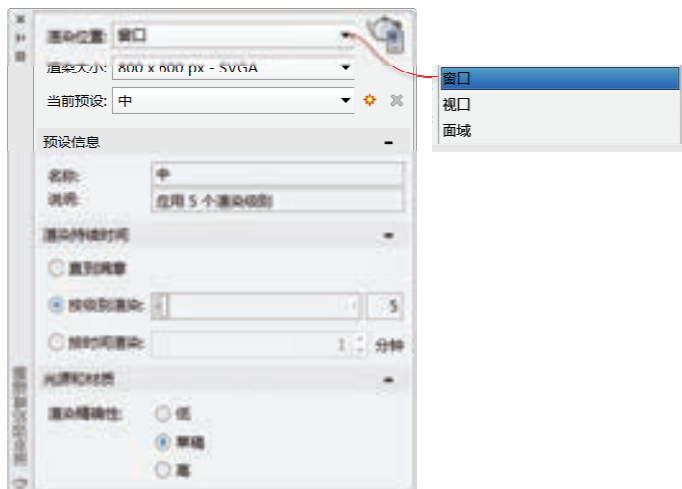 渲染位置: 窗口
渲染大小: 800 x 600 px - SVGA
当前预设: 中
窗口
视口
面域
预设信息
名称: 中
说明: 应用 5 个渲染级别
渲染持续时间
直到满意
按级别渲染: 5
按时间渲染: 1 分钟
光源和材质
渲染精确性: 低
草稿
高